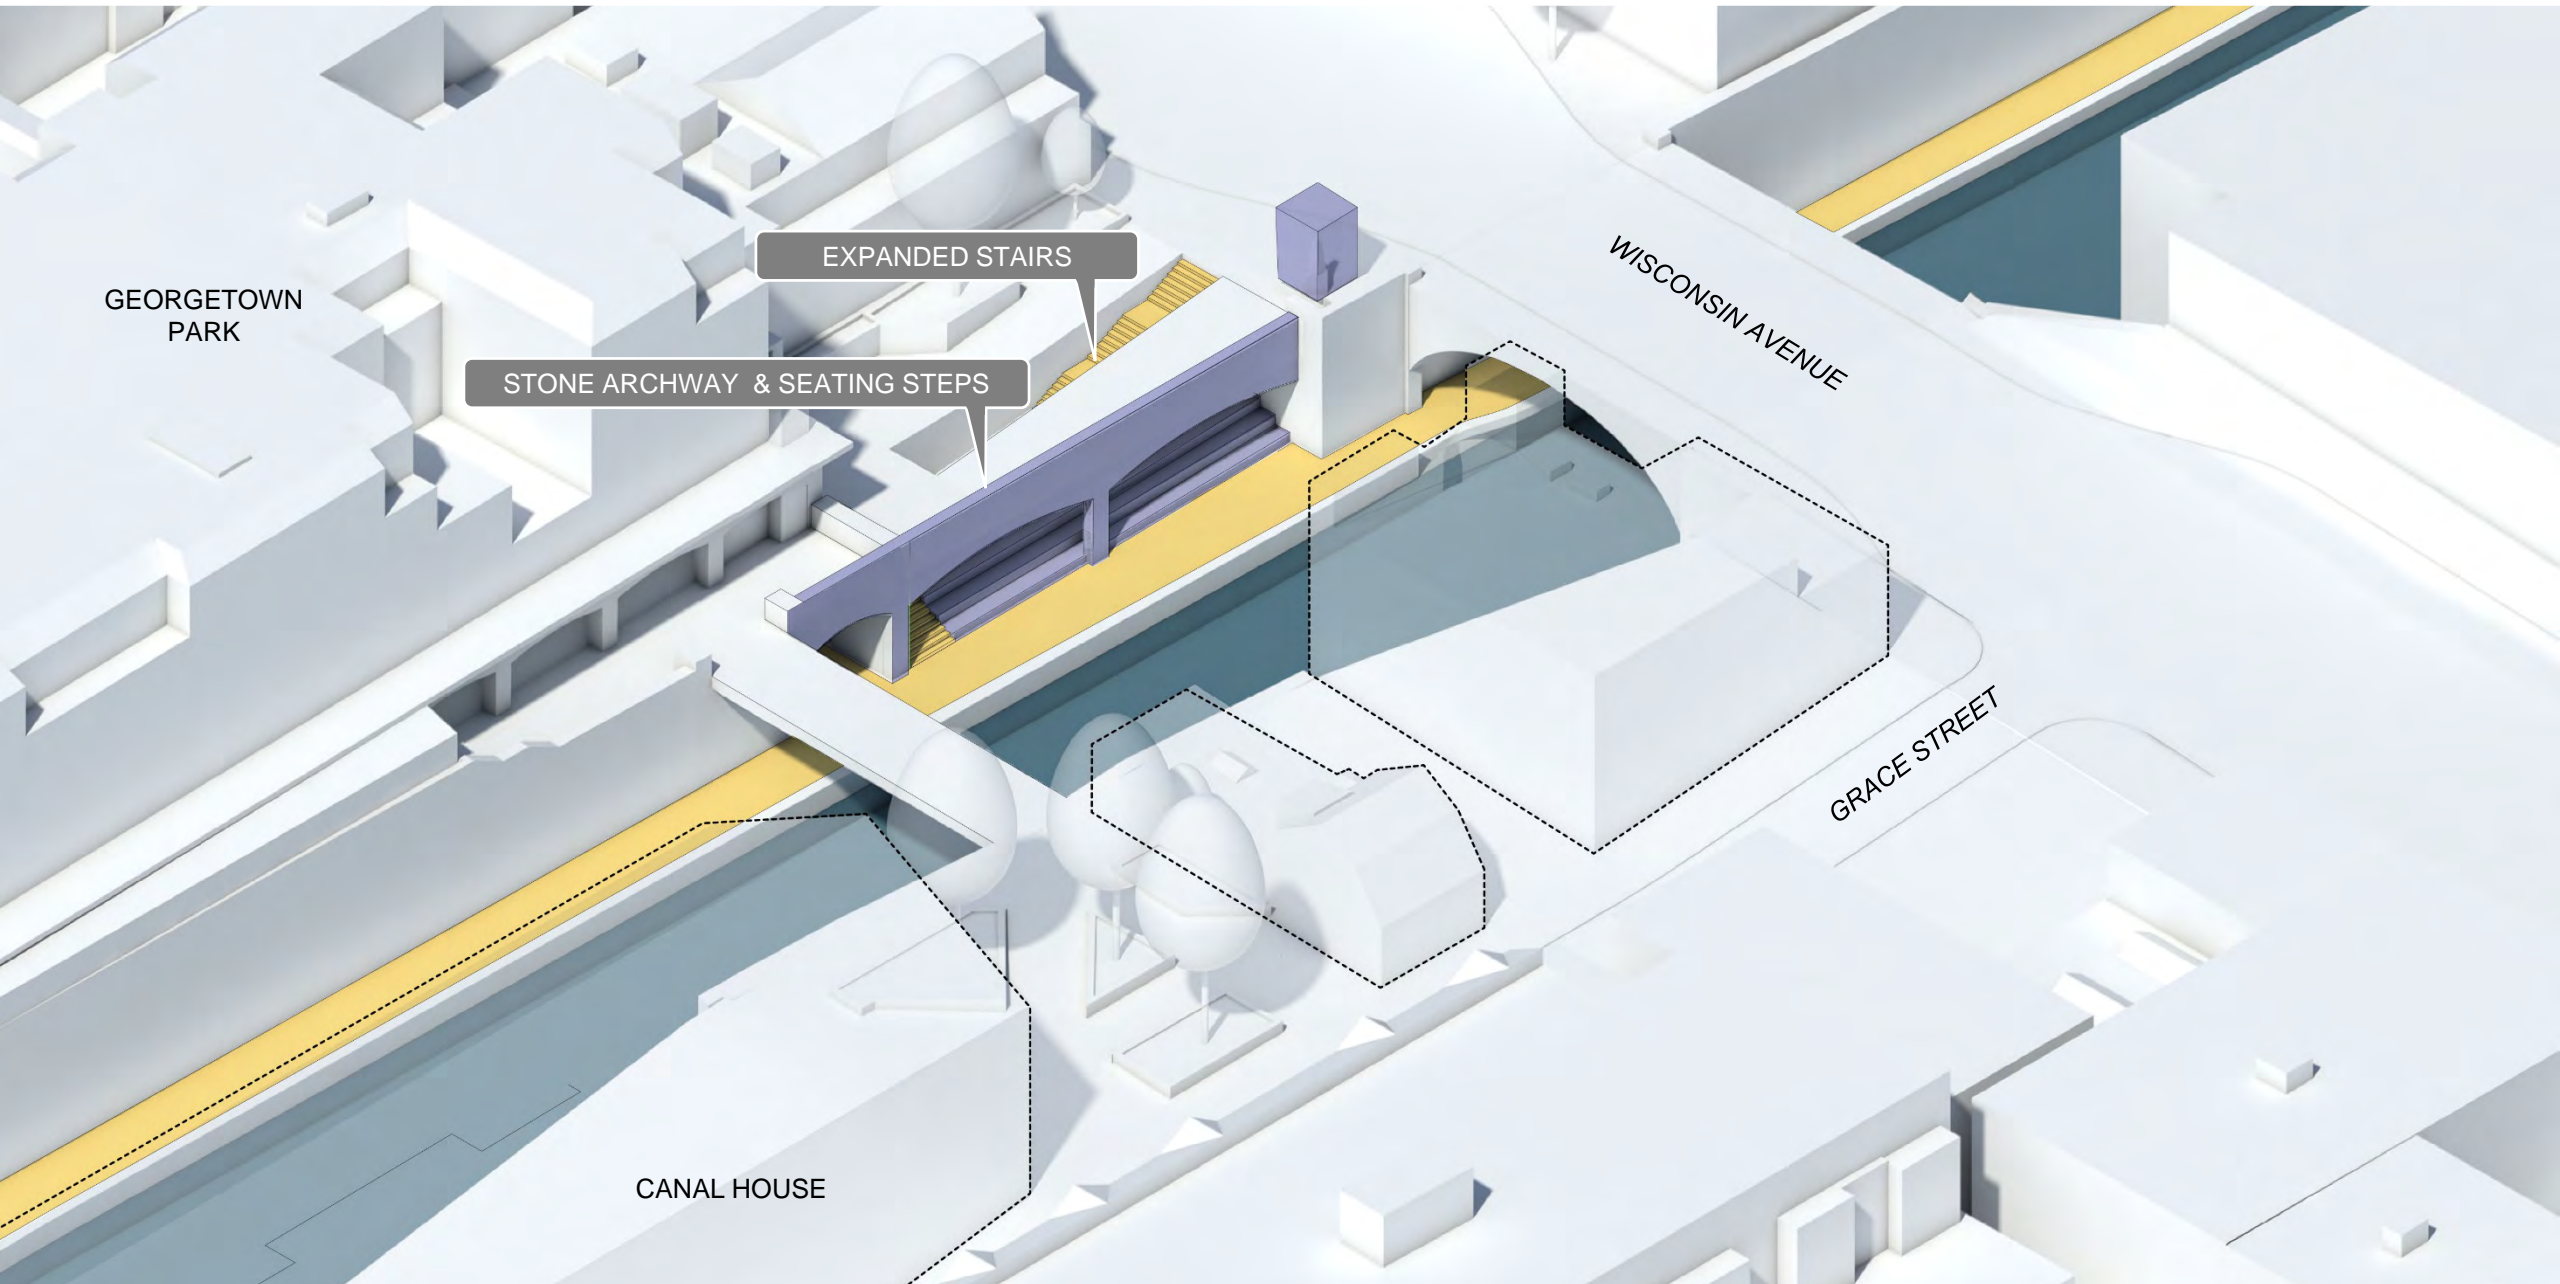 EXPANDED STAIRS
WISCONSIN AVENUE
GEORGETOWN
PARK
STONE ARCHWAY & SEATING STEPS
GRACE STREET
CANAL HOUSE